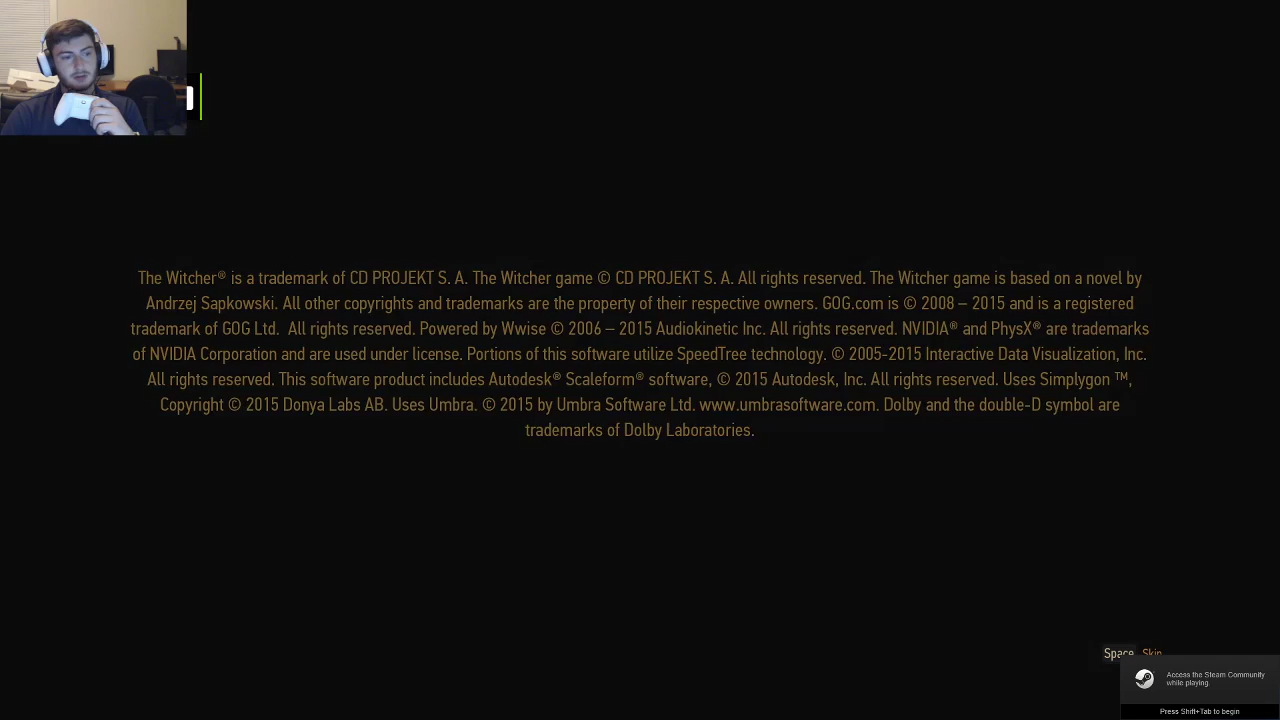 The Witcher® is a trademark of CD PROJEKT S. A. The Witcher game © CD PROJEKT S. A. All rights reserved. The Witcher game is based on a novel by
Andrzej Sapkowski. All other copyrights and trademarks are the property of their respective owners. GOG.com is © 2008 – 2015 and is a registered
trademark of GOG Ltd.  All rights reserved. Powered by Wwise © 2006 – 2015 Audiokinetic Inc. All rights reserved. NVIDIA® and PhysX® are trademarks
of NVIDIA Corporation and are used under license. Portions of this software utilize SpeedTree technology. © 2005-2015 Interactive Data Visualization, Inc.
All rights reserved. This software product includes Autodesk® Scaleform® software, © 2015 Autodesk, Inc. All rights reserved. Uses Simplygon ™,
Copyright © 2015 Donya Labs AB. Uses Umbra. © 2015 by Umbra Software Ltd. www.umbrasoftware.com. Dolby and the double-D symbol are
trademarks of Dolby Laboratories.
Space Skip
Access the Steam Community
while playing
Press Shift+Tab to begin